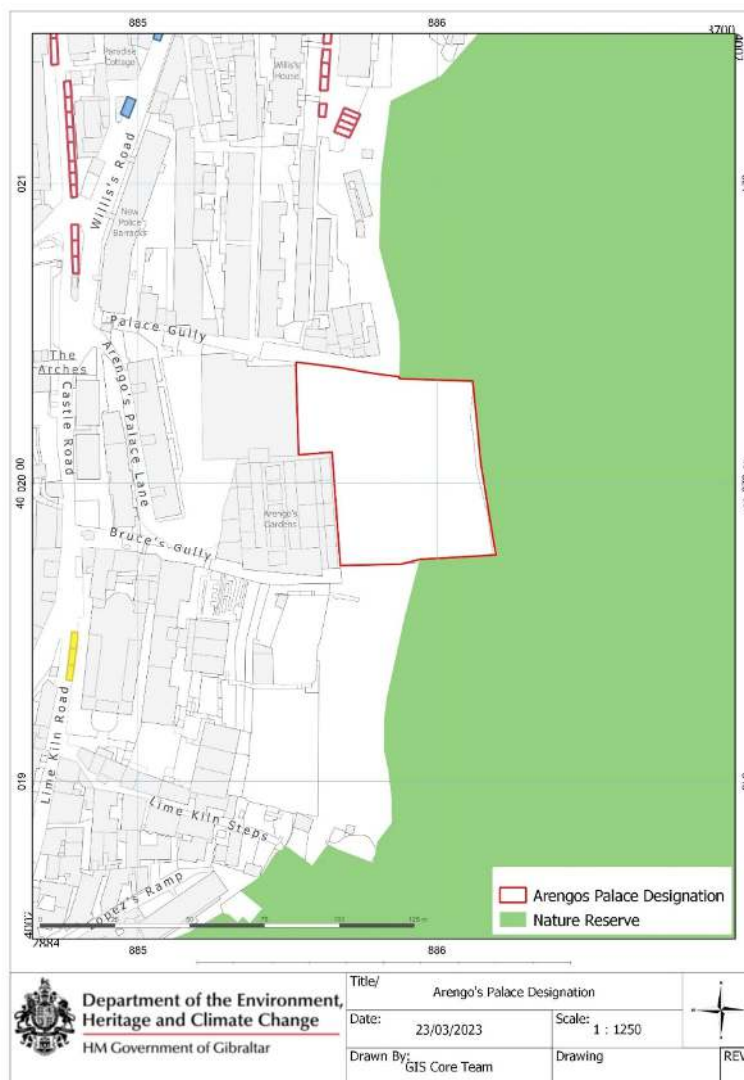 885
886
Paradise
Cottage
Willis's
House
021
Willis's Road
New
Police
Barracks
Palace Gully
The
Arches
Arengo's Palace Lane
Castle Road
40 020 00
Arengo's
Gardens
Bruce's Gully
Lime Kiln Road
019
Lime Kiln Steps
Lopez's Ramp
Arengos Palace Designation
Nature Reserve
885
886
Department of the Environment,
Heritage and Climate Change
HM Government of Gibraltar
Title/
Arengo's Palace Designation
Date:
23/03/2023
Scale:
1 : 1250
Drawn By:
GIS Core Team
Drawing
REV